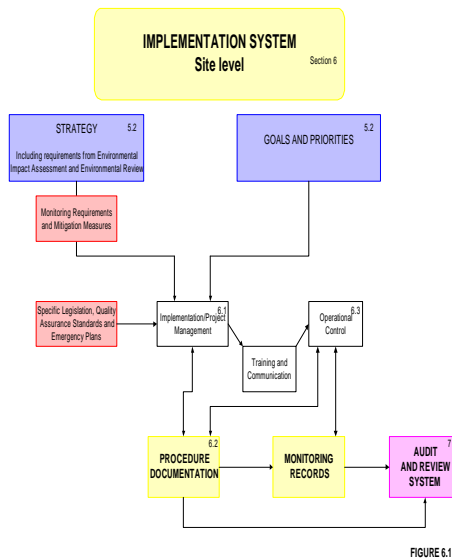 IMPLEMENTATION SYSTEM
Site level
Section 6
STRATEGY
5.2
Including requirements from Environmental
Impact Assessment and Environmental Review
5.2
GOALS AND PRIORITIES
Monitoring Requirements
and Mitigation Measures
Specific Legislation, Quality
Assurance Standards and
Emergency Plans
6.1
Implementation/Project
Management
6.3
Operational
Control
Training and
Communication
6.2
PROCEDURE
DOCUMENTATION
MONITORING
RECORDS
7
AUDIT
AND REVIEW
SYSTEM
FIGURE 6.1